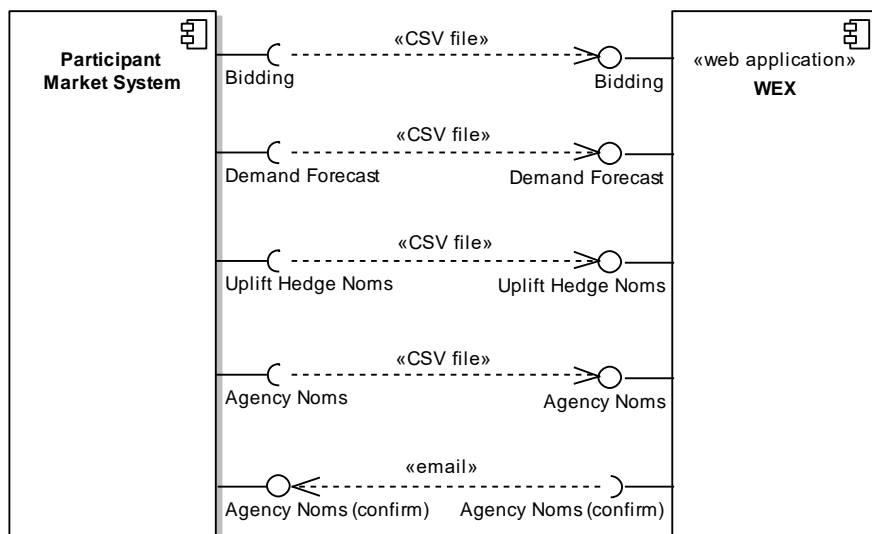 Participant
Market System
«web application»
WEX
«CSV file»
Bidding
Bidding
«CSV file»
Demand Forecast
Demand Forecast
«CSV file»
Uplift Hedge Noms
Uplift Hedge Noms
«CSV file»
Agency Noms
Agency Noms
«email»
Agency Noms (confirm)
Agency Noms (confirm)